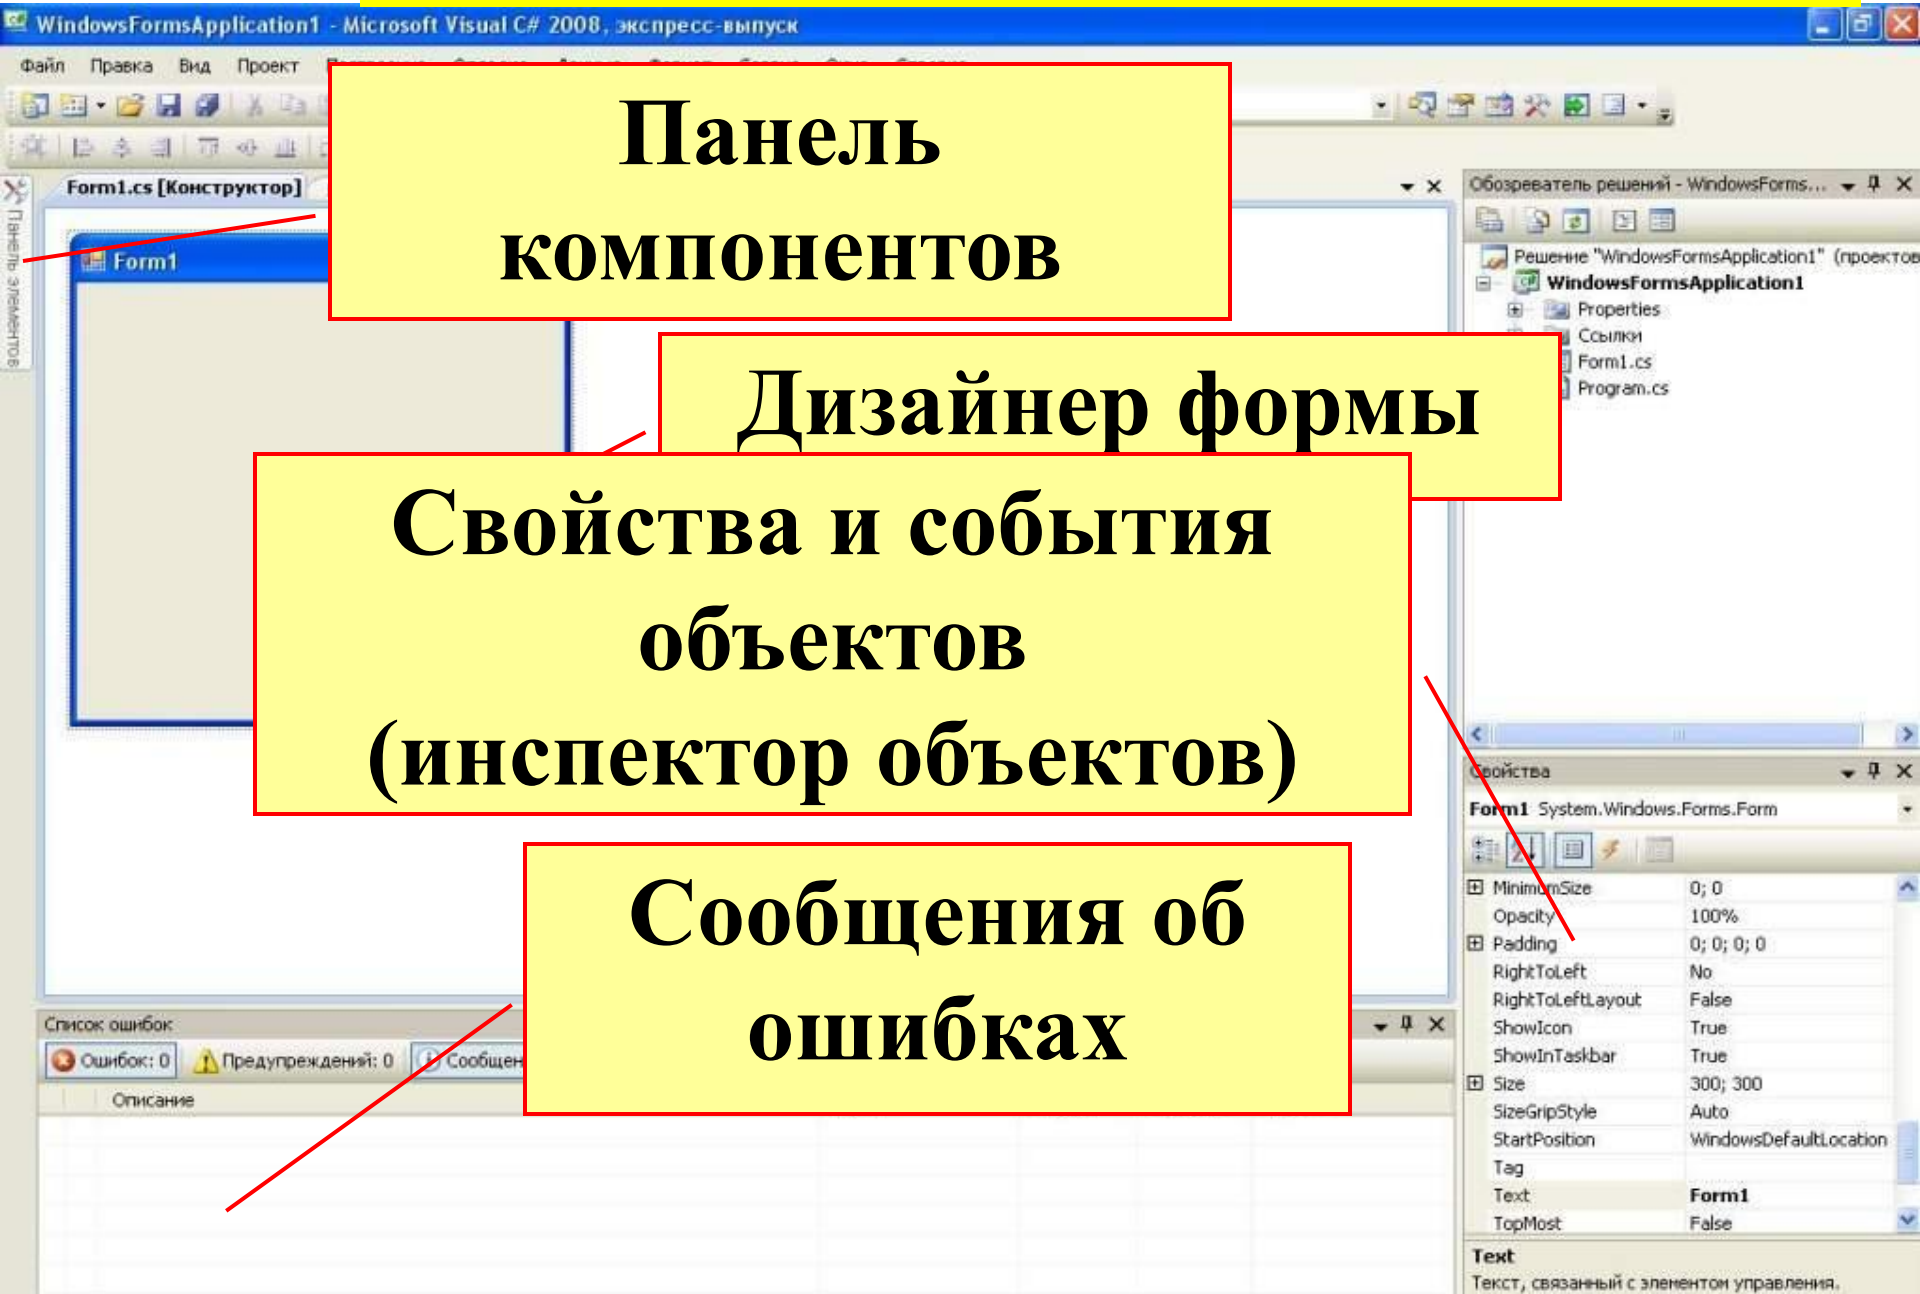 WindowsFormsApplication1 - Microsoft Visual C# 2008, экспресс-выпуск
Файл Правка Вид Проект
Панель
компонентов
Form1.cs [Конструктор]
Панель элементов
Form1
Дизайнер формы
Свойства и события
объектов
(инспектор объектов)
Сообщения об
ошибках
Список ошибок
Ошибок: 0 Предупреждений: 0 Сообщен
Описание
Обозреватель решений - WindowsForms...
Решение "WindowsFormsApplication1" (проектов
WindowsFormsApplication1
Properties
Ссылки
Form1.cs
Program.cs
Свойства
Form1 System.Windows.Forms.Form
MinimumSize 0; 0
Opacity 100%
Padding 0; 0; 0; 0
RightToLeft No
RightToLeftLayout False
ShowIcon True
ShowInTaskbar True
Size 300; 300
SizeGripStyle Auto
StartPosition WindowsDefaultLocation
Tag
Text Form1
TopMost False
Text
Текст, связанный с элементом управления.